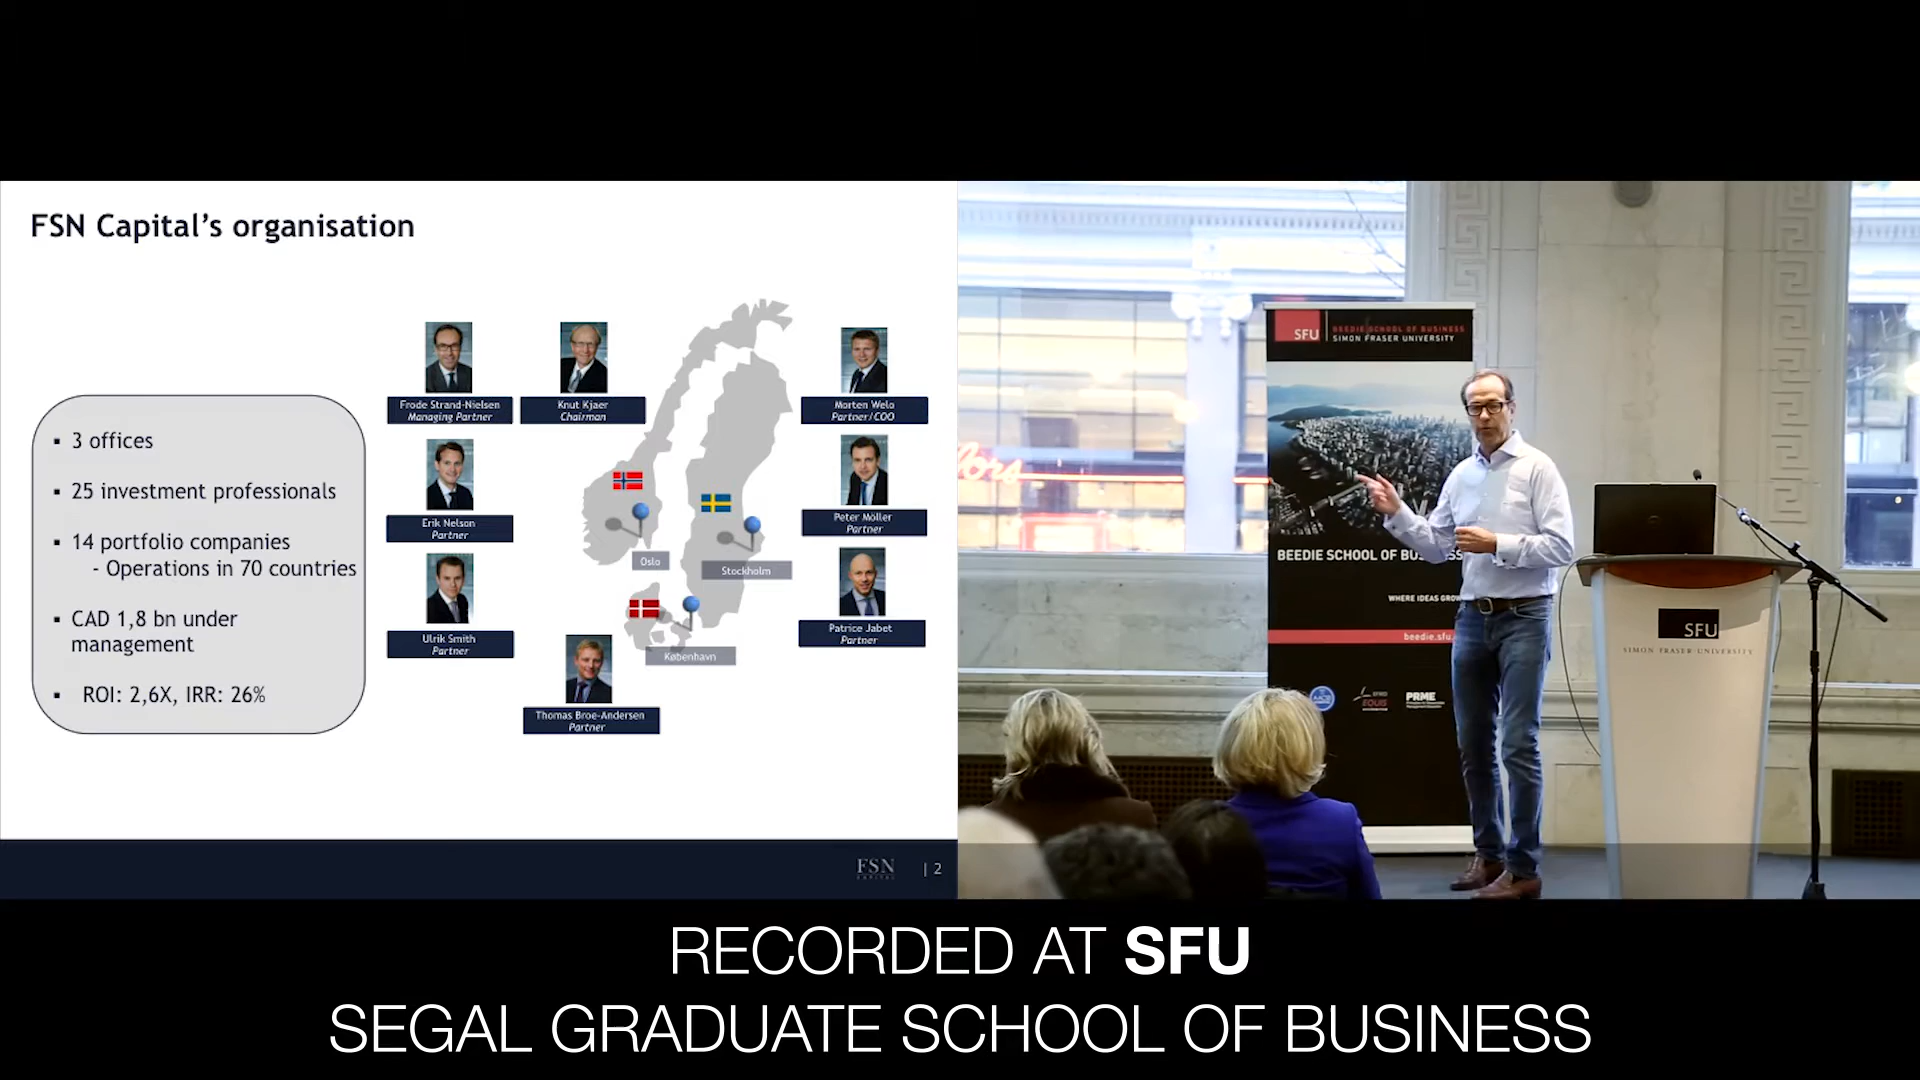 FSN Capital's organisation
▪ 3 offices
▪ 25 investment professionals
▪ 14 portfolio companies
- Operations in 70 countries
▪ CAD 1,8 bn under
management
▪ ROI: 2,6X, IRR: 26%
Frode Strand-Nielsen
Managing Partner
Knut Kjaer
Chairman
Morten Welo
Partner/COO
Erik Nelson
Partner
Peter Möller
Partner
Ulrik Smith
Partner
Patrice Jabet
Partner
Thomas Broe-Andersen
Partner
Oslo
Stockholm
København
FSN
CAPITAL
| 2
SFU
BEEDIE SCHOOL OF BUSINESS
SIMON FRASER UNIVERSITY
BEEDIE SCHOOL OF BUSINESS
WHERE IDEAS GROW
beedie.sfu.
EQUIS
PRME
SFU
SIMON FRASER UNIVERSITY
RECORDED AT SFU
SEGAL GRADUATE SCHOOL OF BUSINESS